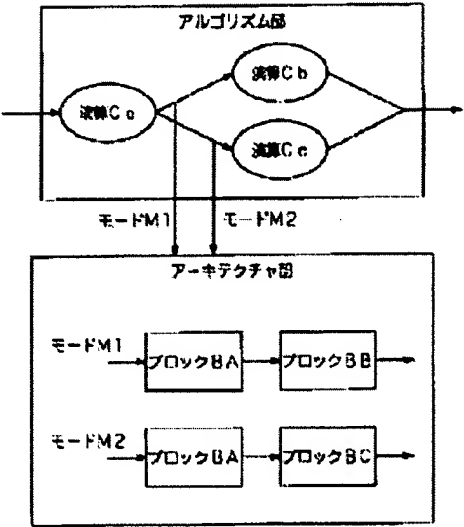 アルゴリズム部
演算Cb
演算Ca
演算Cc
モードM1
モードM2
アーキテクチャ部
モードM1
ブロックBA
ブロックBB
モードM2
ブロックBA
ブロックBC